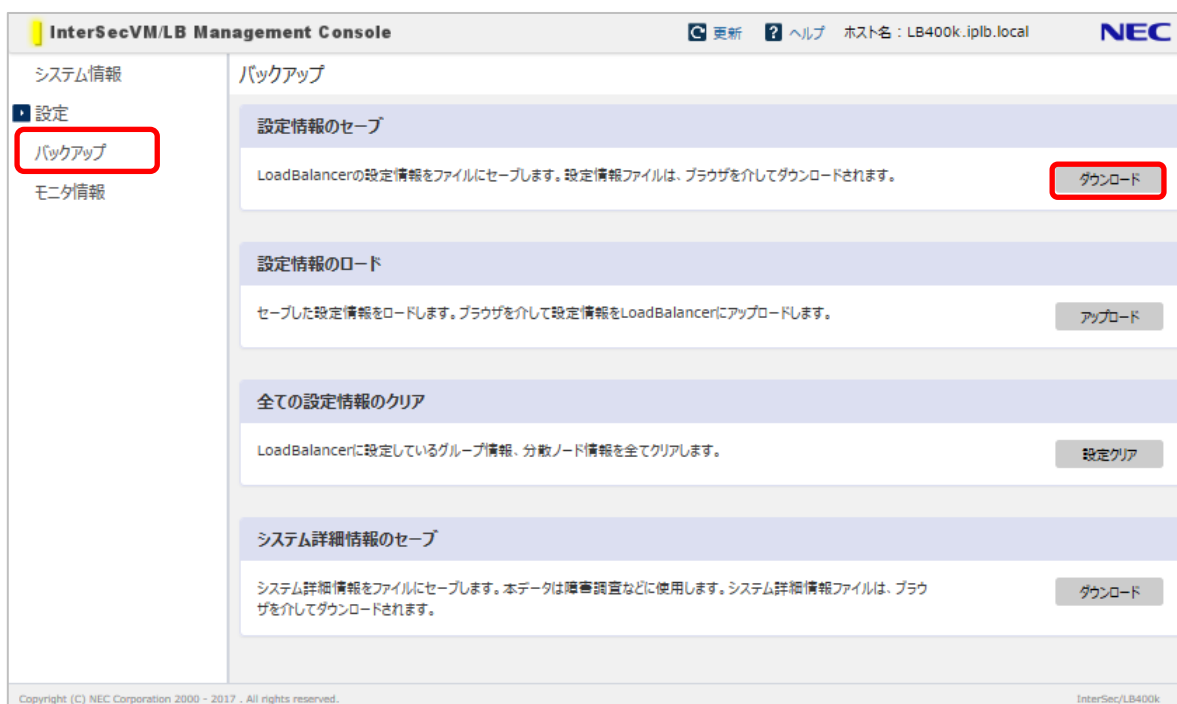 InterSecVM/LB Management Console
更新
ヘルプ
ホスト名：LB400k.iplb.local
NEC
システム情報
設定
バックアップ
モニタ情報
バックアップ
設定情報のセーブ
LoadBalancerの設定情報をファイルにセーブします。設定情報ファイルは、ブラウザを介してダウンロードされます。
ダウンロード
設定情報のロード
セーブした設定情報をロードします。ブラウザを介して設定情報をLoadBalancerにアップロードします。
アップロード
全ての設定情報のクリア
LoadBalancerに設定しているグループ情報、分散ノード情報を全てクリアします。
設定クリア
システム詳細情報のセーブ
システム詳細情報をファイルにセーブします。本データは障害調査などに使用します。システム詳細情報ファイルは、ブラウ
ザを介してダウンロードされます。
ダウンロード
Copyright (C) NEC Corporation 2000 - 2017 . All rights reserved.
InterSec/LB400k